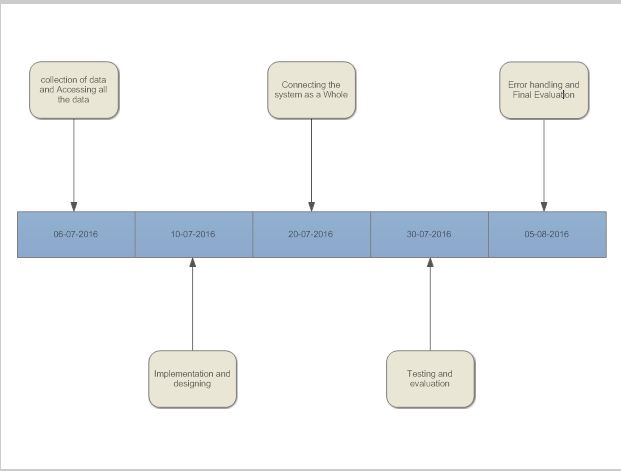 collection of data
and Accessing all
the data
Connecting the
system as a Whole
Error handling and
Final Evaluation
06-07-2016
10-07-2016
20-07-2016
30-07-2016
05-08-2016
Implementation and
designing
Testing and
evaluation